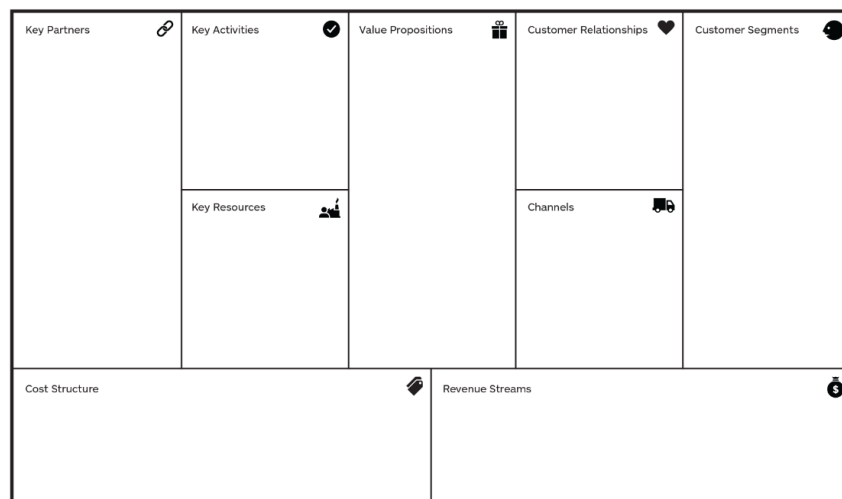 Key Partners
Key Activities
Value Propositions
Customer Relationships
Customer Segments
Key Resources
Channels
Cost Structure
Revenue Streams
$